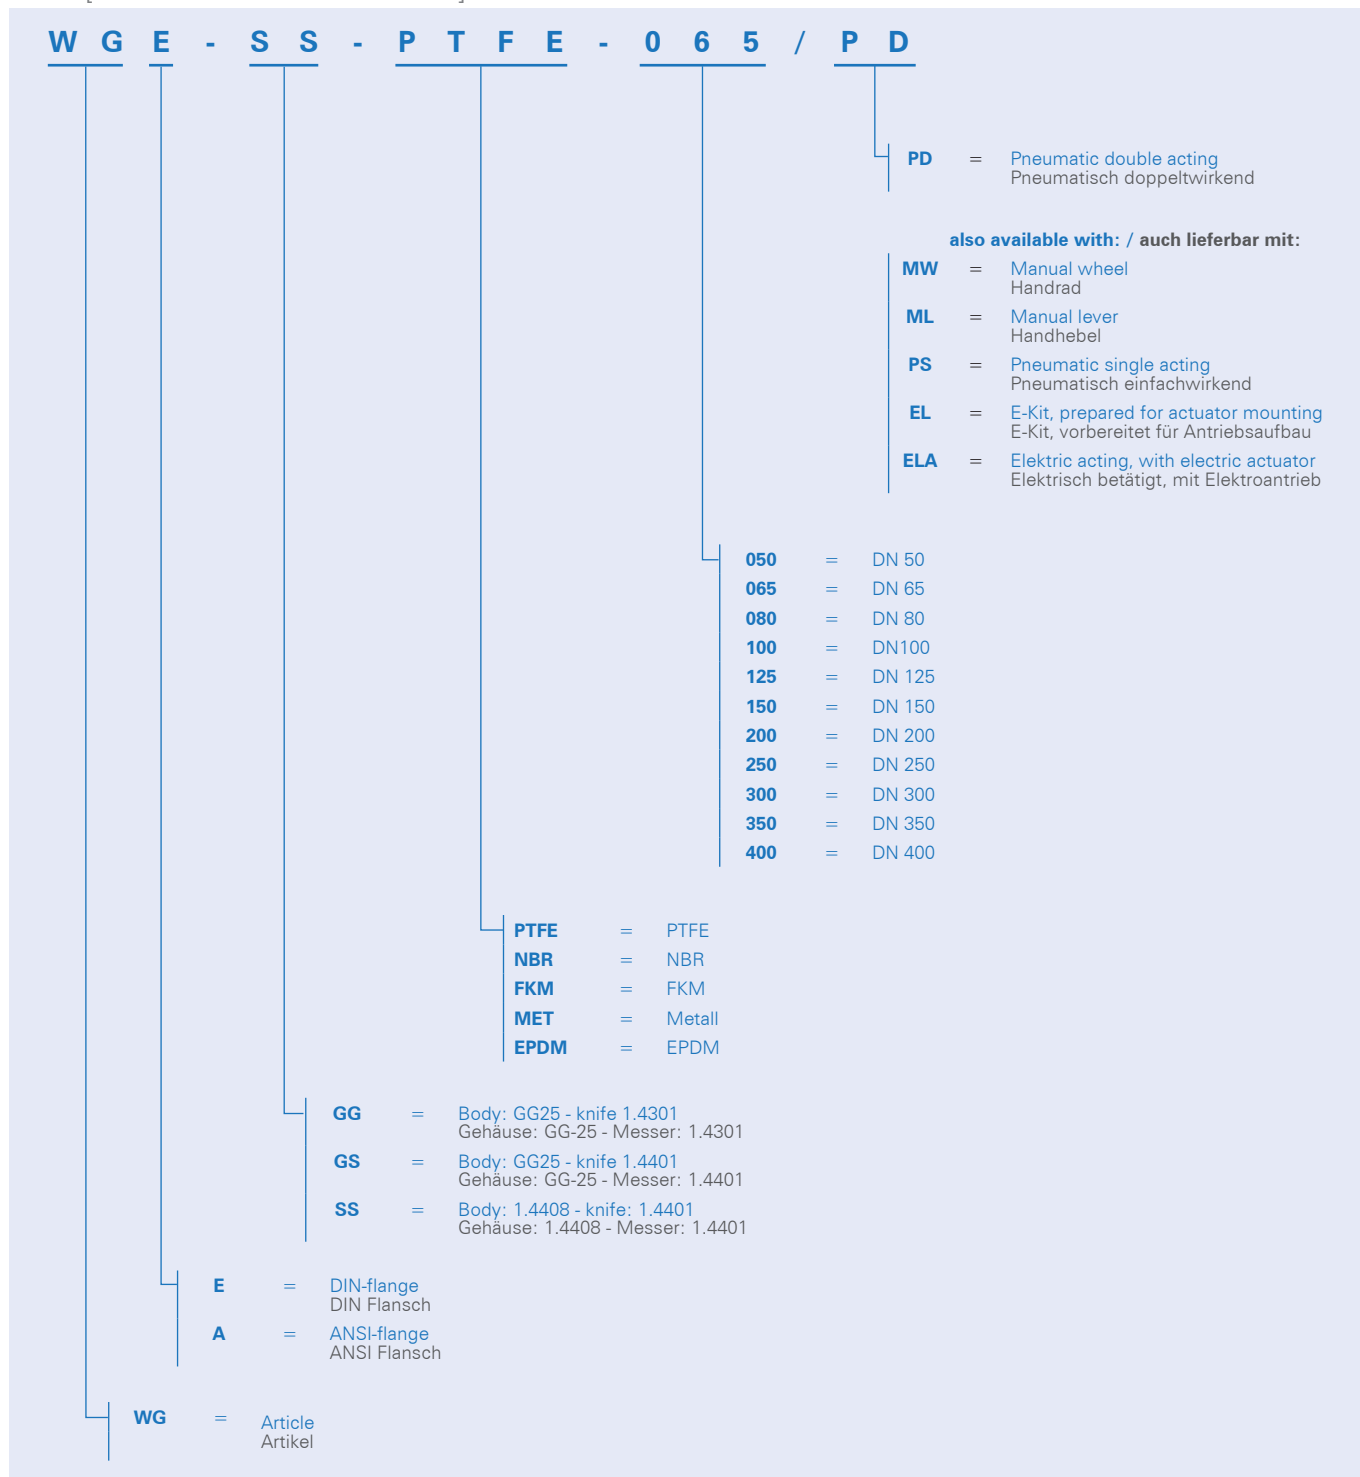 WGE-SS-PTFE-065/PD
PD = Pneumatic double acting
Pneumatisch doppeltwirkend
also available with: / auch lieferbar mit:
MW = Manual wheel
Handrad
ML = Manual lever
Handhebel
PS = Pneumatic single acting
Pneumatisch einfachwirkend
EL = E-Kit, prepared for actuator mounting
E-Kit, vorbereitet für Antriebsaufbau
ELA = Elektric acting, with electric actuator
Elektrisch betätigt, mit Elektroantrieb
050 = DN 50
065 = DN 65
080 = DN 80
100 = DN100
125 = DN 125
150 = DN 150
200 = DN 200
250 = DN 250
300 = DN 300
350 = DN 350
400 = DN 400
PTFE = PTFE
NBR = NBR
FKM = FKM
MET = Metall
EPDM = EPDM
GG = Body: GG25 - knife 1.4301
Gehäuse: GG-25 - Messer: 1.4301
GS = Body: GG25 - knife 1.4401
Gehäuse: GG-25 - Messer: 1.4401
SS = Body: 1.4408 - knife: 1.4401
Gehäuse: 1.4408 - Messer: 1.4401
E = DIN-flange
DIN Flansch
A = ANSI-flange
ANSI Flansch
WG = Article
Artikel